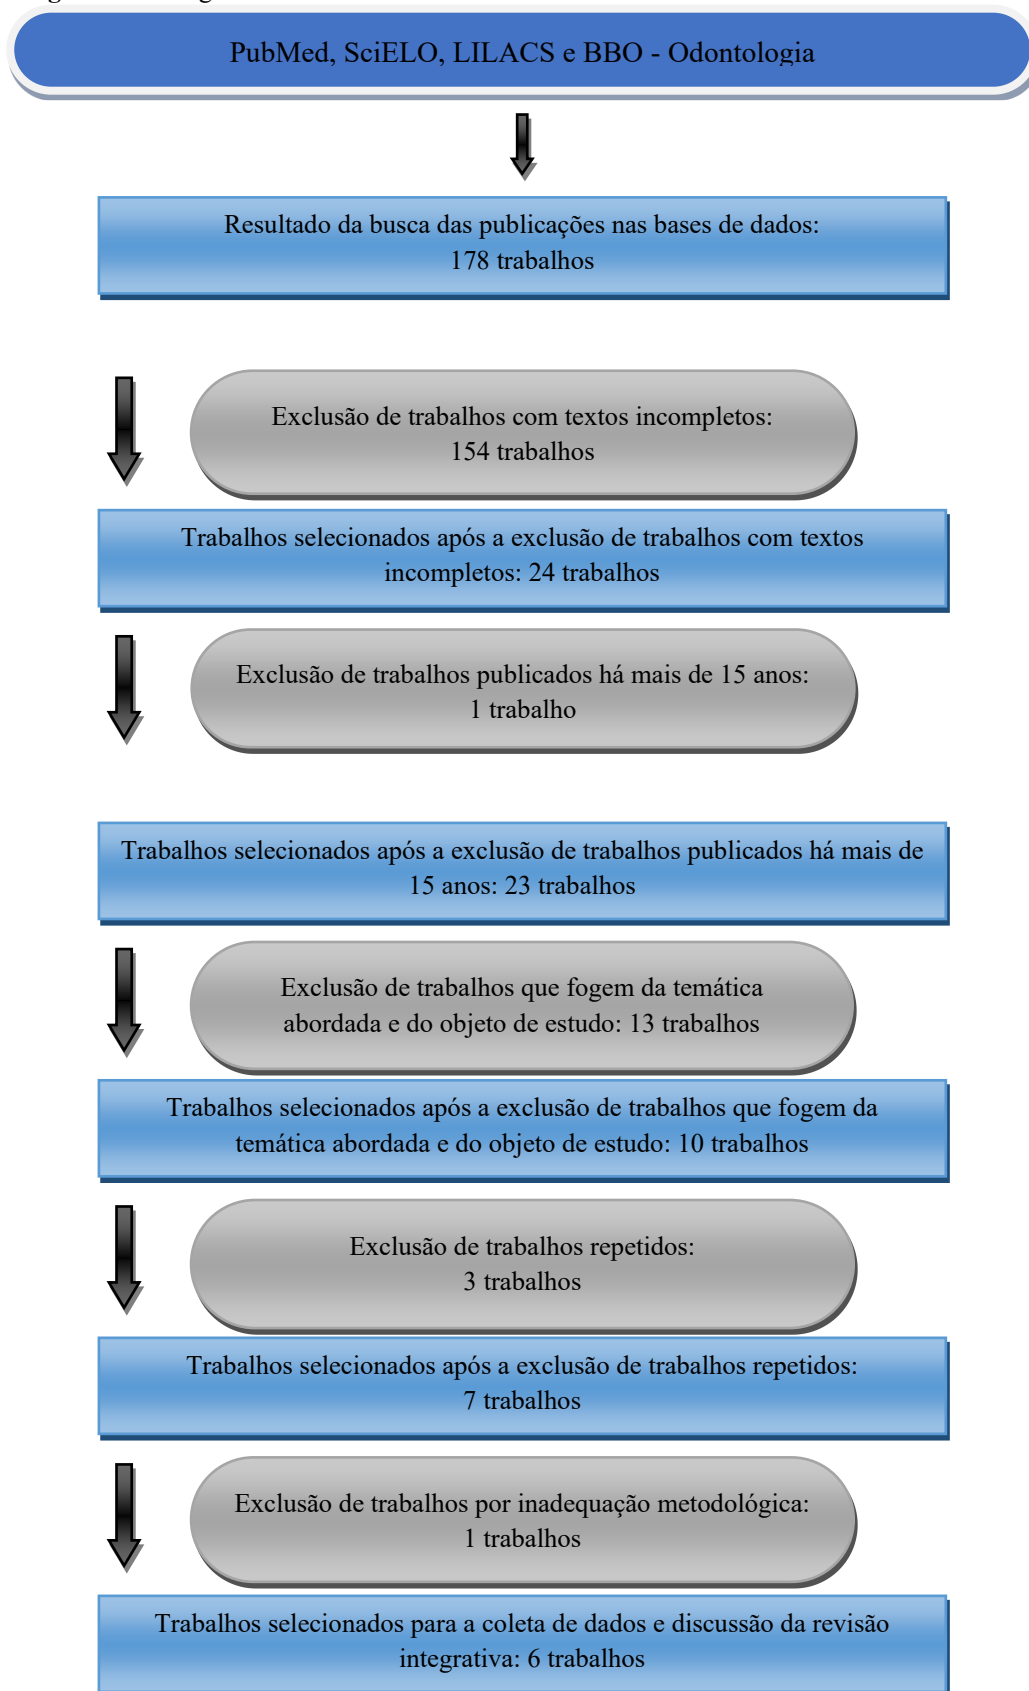 PubMed, SciELO, LILACS e BBO - Odontologia
Resultado da busca das publicações nas bases de dados:
178 trabalhos
Exclusão de trabalhos com textos incompletos:
154 trabalhos
Trabalhos selecionados após a exclusão de trabalhos com textos
incompletos: 24 trabalhos
Exclusão de trabalhos publicados há mais de 15 anos:
1 trabalho
Trabalhos selecionados após a exclusão de trabalhos publicados há mais de
15 anos: 23 trabalhos
Exclusão de trabalhos que fogem da temática
abordada e do objeto de estudo: 13 trabalhos
Trabalhos selecionados após a exclusão de trabalhos que fogem da
temática abordada e do objeto de estudo: 10 trabalhos
Exclusão de trabalhos repetidos:
3 trabalhos
Trabalhos selecionados após a exclusão de trabalhos repetidos:
7 trabalhos
Exclusão de trabalhos por inadequação metodológica:
1 trabalhos
Trabalhos selecionados para a coleta de dados e discussão da revisão
integrativa: 6 trabalhos